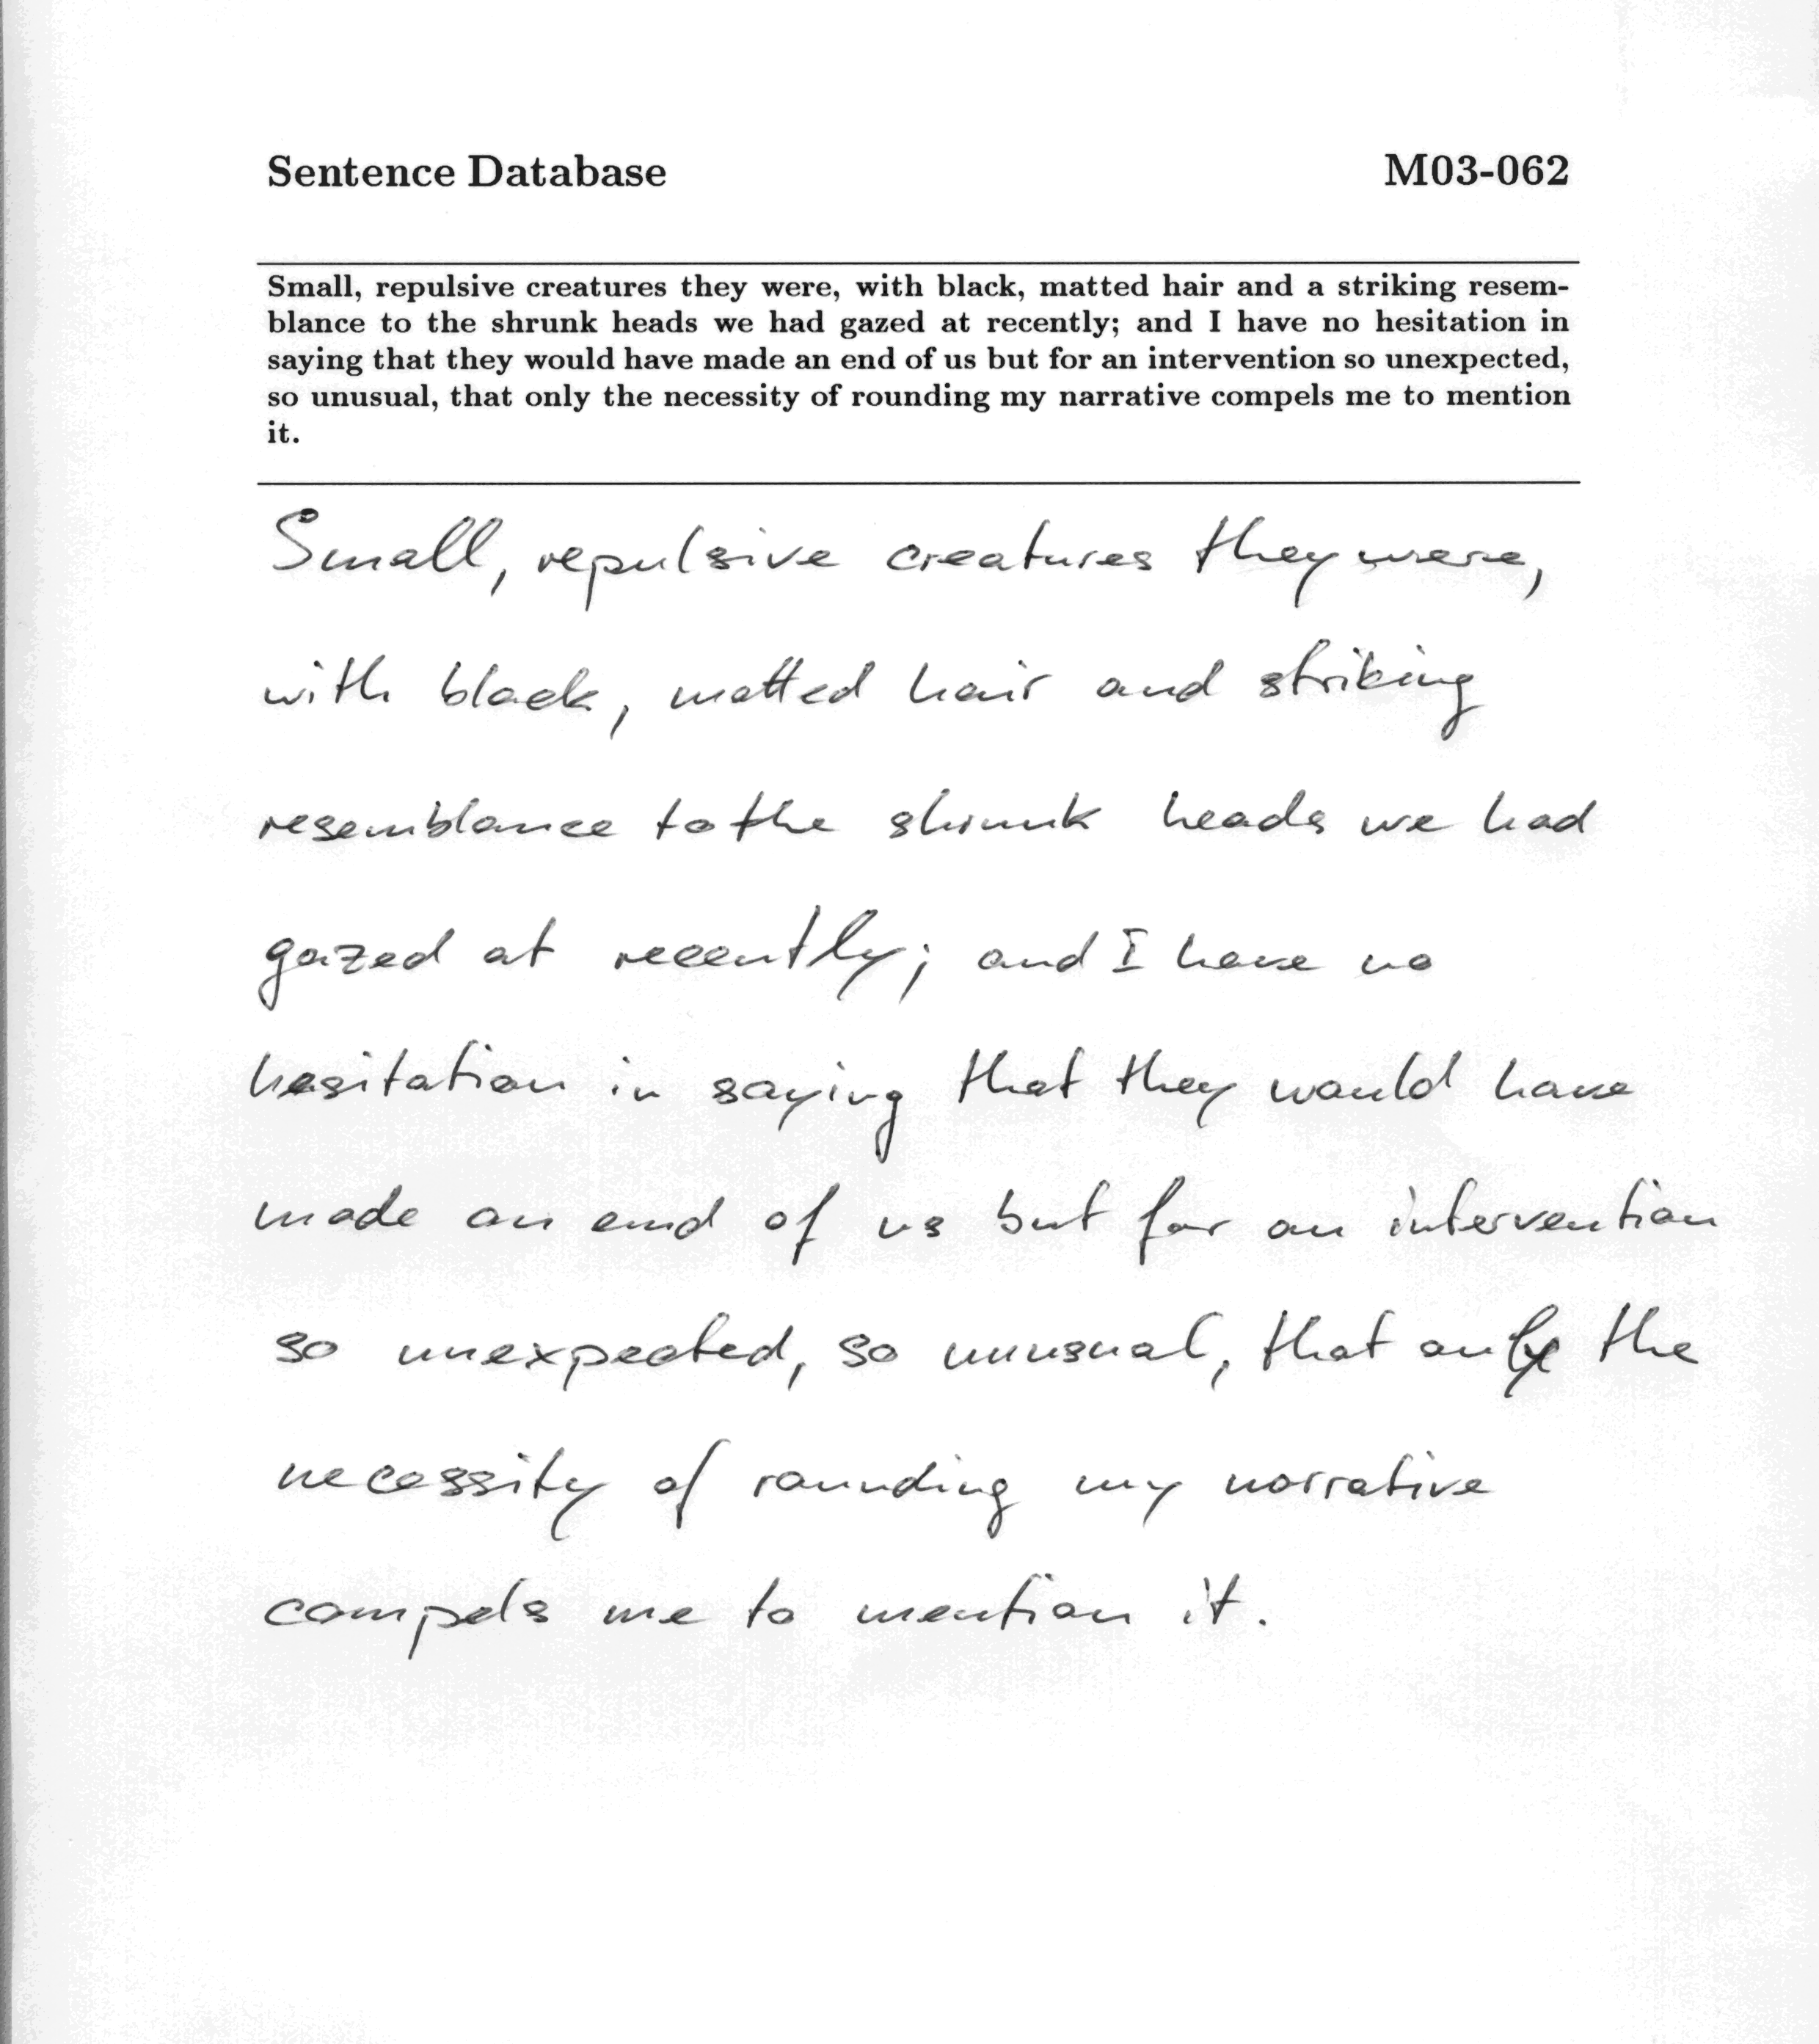 Sentence Database M03-062
Small, repulsive creatures they were, with black, matted hair and a striking resem-
blance to the shrunk heads we had gazed at recently; and I have no hesitation in
saying that they would have made an end of us but for an intervention so unexpected,
so unusual, that only the necessity of rounding my narrative compels me to mention
it.
Small, repulsive creatures they were,
with black, matted hair and striking
resemblance to the shrunk heads we had
gazed at recently; and I have no
hesitation in saying that they would have
made an end of us but for an intervention
so unexpected, so unusual, that only the
necessity of rounding my narrative
compels me to mention it.